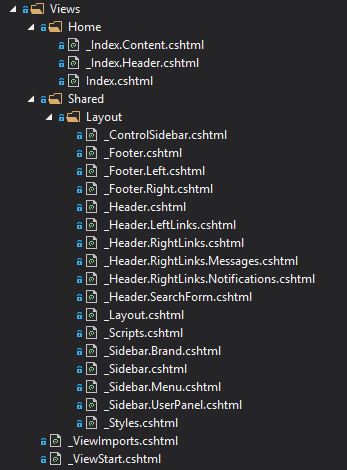 Views
Home
_Index.Content.cshtml
_Index.Header.cshtml
Index.cshtml
Shared
Layout
_ControlSidebar.cshtml
_Footer.cshtml
_Footer.Left.cshtml
_Footer.Right.cshtml
_Header.cshtml
_Header.LeftLinks.cshtml
_Header.RightLinks.cshtml
_Header.RightLinks.Messages.cshtml
_Header.RightLinks.Notifications.cshtml
_Header.SearchForm.cshtml
_Layout.cshtml
_Scripts.cshtml
_Sidebar.Brand.cshtml
_Sidebar.cshtml
_Sidebar.Menu.cshtml
_Sidebar.UserPanel.cshtml
_Styles.cshtml
_ViewImports.cshtml
_ViewStart.cshtml